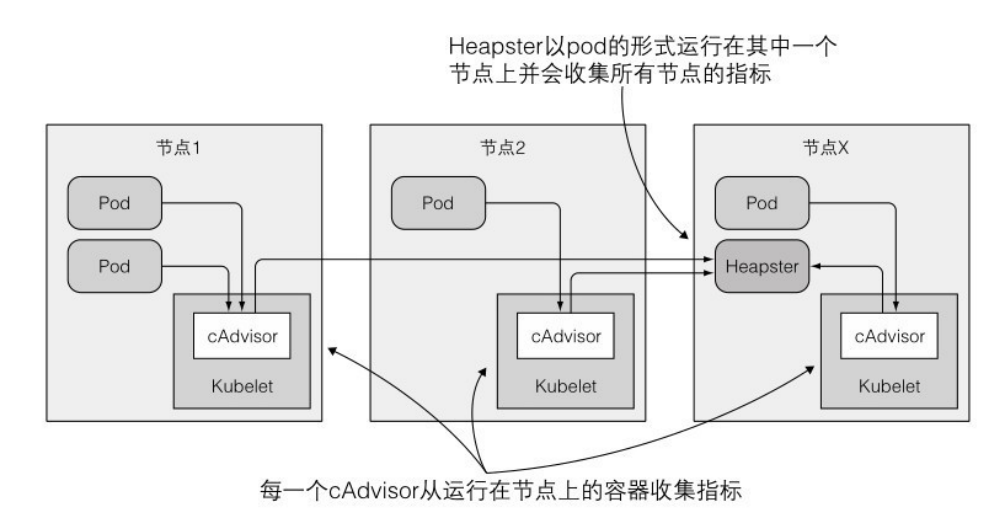 Heapster以pod的形式运行在其中一个
节点上并会收集所有节点的指标
节点1
Pod
Pod
cAdvisor
Kubelet
节点2
Pod
cAdvisor
Kubelet
节点X
Pod
Heapster
cAdvisor
Kubelet
每一个cAdvisor从运行在节点上的容器收集指标